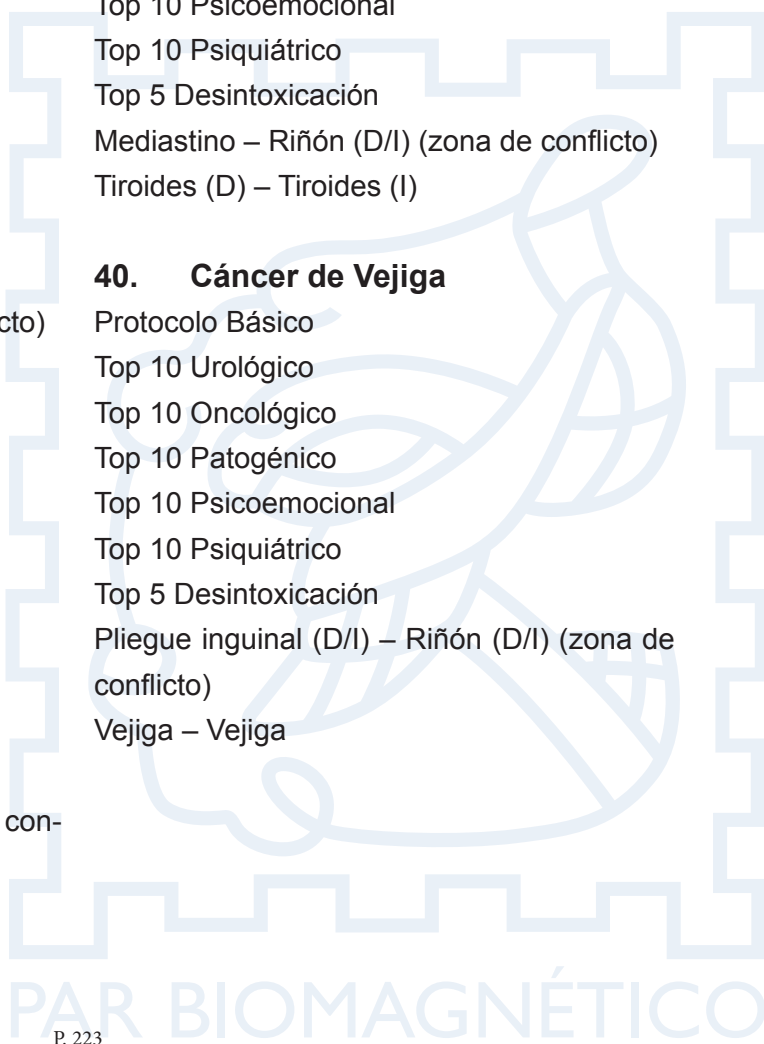 cto)
con-
Top 10 Psicoemocional
Top 10 Psiquiátrico
Top 5 Desintoxicación
Mediastino – Riñón (D/I) (zona de conflicto)
Tiroides (D) – Tiroides (I)
40. Cáncer de Vejiga
Protocolo Básico
Top 10 Urológico
Top 10 Oncológico
Top 10 Patogénico
Top 10 Psicoemocional
Top 10 Psiquiátrico
Top 5 Desintoxicación
Pliegue inguinal (D/I) – Riñón (D/I) (zona de
conflicto)
Vejiga – Vejiga
PAR BIOMAGNÉTICO
P. 223